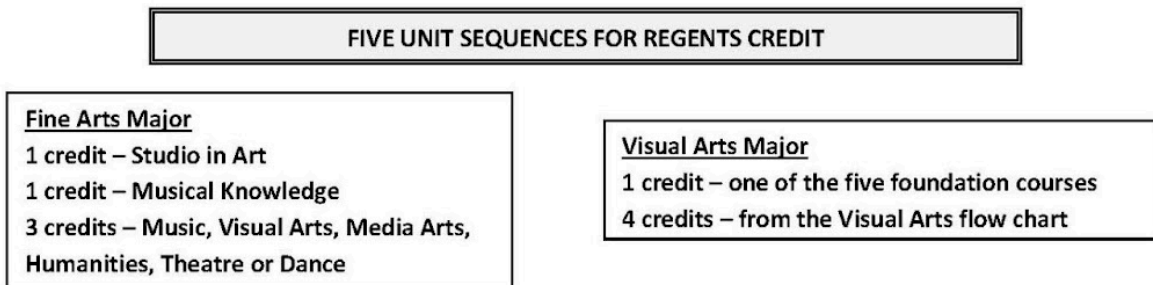 FIVE UNIT SEQUENCES FOR REGENTS CREDIT
Fine Arts Major
1 credit – Studio in Art
1 credit – Musical Knowledge
3 credits – Music, Visual Arts, Media Arts,
Humanities, Theatre or Dance
Visual Arts Major
1 credit – one of the five foundation courses
4 credits – from the Visual Arts flow chart